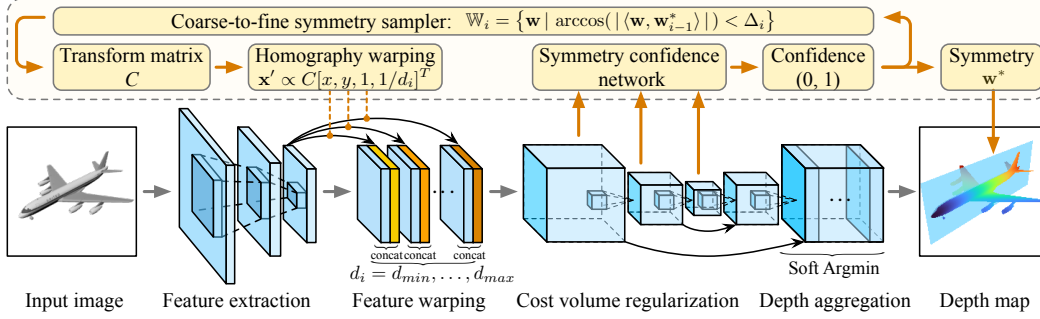 Coarse-to-fine symmetry sampler: 𝕎ᵢ = {w | arccos(| ⟨w, w*ᵢ₋₁⟩ |) < Δᵢ}
Transform matrix
C
Homography warping
x′ ∝ C[x, y, 1, 1/dᵢ]ᵀ
Symmetry confidence
network
Confidence
(0, 1)
Symmetry
w*
...
...
concat concat concat
dᵢ = dₘᵢₙ, . . . , dₘₐₓ
Soft Argmin
Input image
Feature extraction
Feature warping
Cost volume regularization
Depth aggregation
Depth map